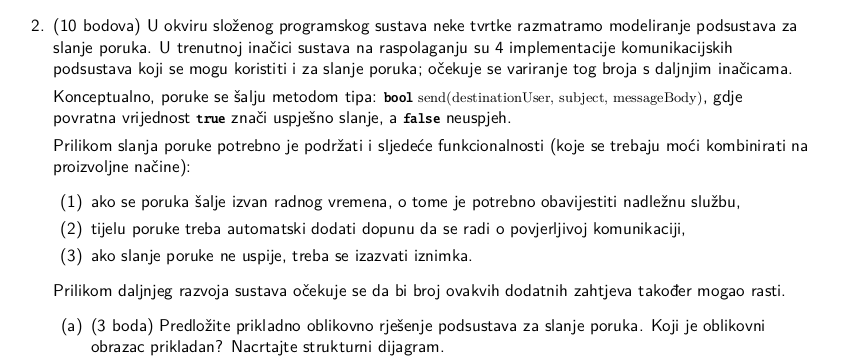 2. (10 bodova) U okviru složenog programskog sustava neke tvrtke razmatramo modeliranje podsustava za
slanje poruka. U trenutnoj inačici sustava na raspolaganju su 4 implementacije komunikacijskih
podsustava koji se mogu koristiti i za slanje poruka; očekuje se variranje tog broja s daljnjim inačicama.
Konceptualno, poruke se šalju metodom tipa: bool send(destinationUser, subject, messageBody), gdje
povratna vrijednost true znači uspješno slanje, a false neuspjeh.
Prilikom slanja poruke potrebno je podržati i sljedeće funkcionalnosti (koje se trebaju moći kombinirati na
proizvoljne načine):
(1) ako se poruka šalje izvan radnog vremena, o tome je potrebno obavijestiti nadležnu službu,
(2) tijelu poruke treba automatski dodati dopunu da se radi o povjerljivoj komunikaciji,
(3) ako slanje poruke ne uspije, treba se izazvati iznimka.
Prilikom daljnjeg razvoja sustava očekuje se da bi broj ovakvih dodatnih zahtjeva također mogao rasti.
(a) (3 boda) Predložite prikladno oblikovno rješenje podsustava za slanje poruka. Koji je oblikovni
obrazac prikladan? Nacrtajte strukturni dijagram.